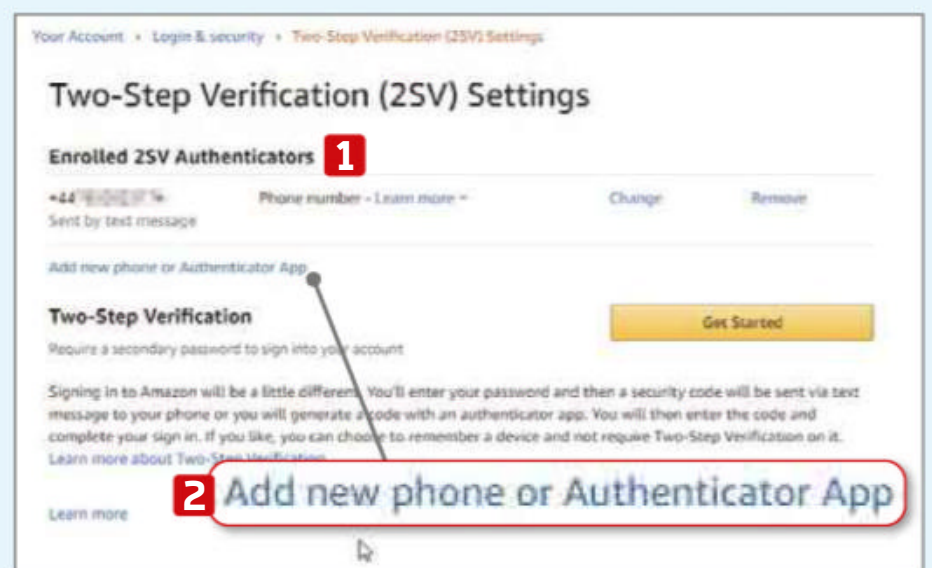 Your Account › Login & security › Two-Step Verification (2SV) Settings
Two-Step Verification (2SV) Settings
Enrolled 2SV Authenticators 1
+44 Phone number - Learn more Change Remove
Sent by text message
Add new phone or Authenticator App
Two-Step Verification
Get Started
Require a secondary password to sign into your account
Signing in to Amazon will be a little different. You'll enter your password and then a security code will be sent via text
message to your phone or you will generate a code with an authenticator app. You will then enter the code and
complete your sign in. If you like, you can choose to remember a device and not require Two-Step Verification on it.
Learn more about Two-Step Verification
2 Add new phone or Authenticator App
Learn more